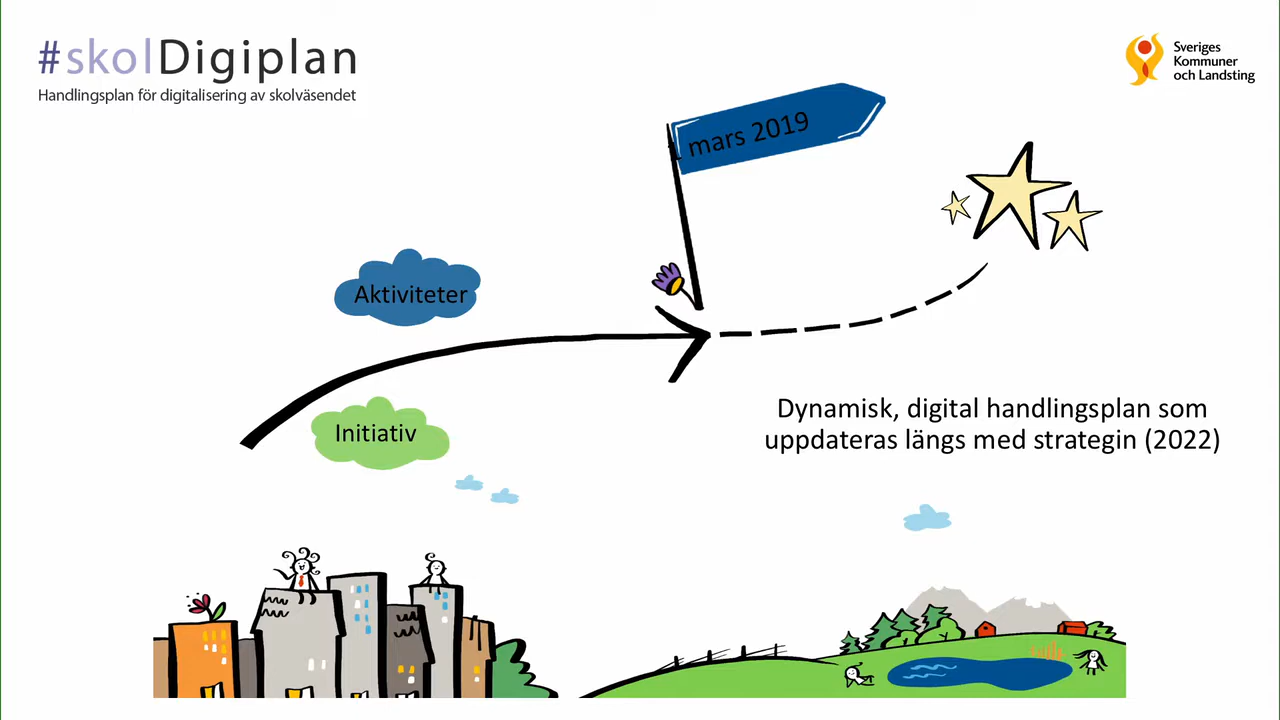 #skolDigiplan
Handlingsplan för digitalisering av skolväsendet
Sveriges
Kommuner
och Landsting
1 mars 2019
Aktiviteter
Initiativ
Dynamisk, digital handlingsplan som
uppdateras längs med strategin (2022)